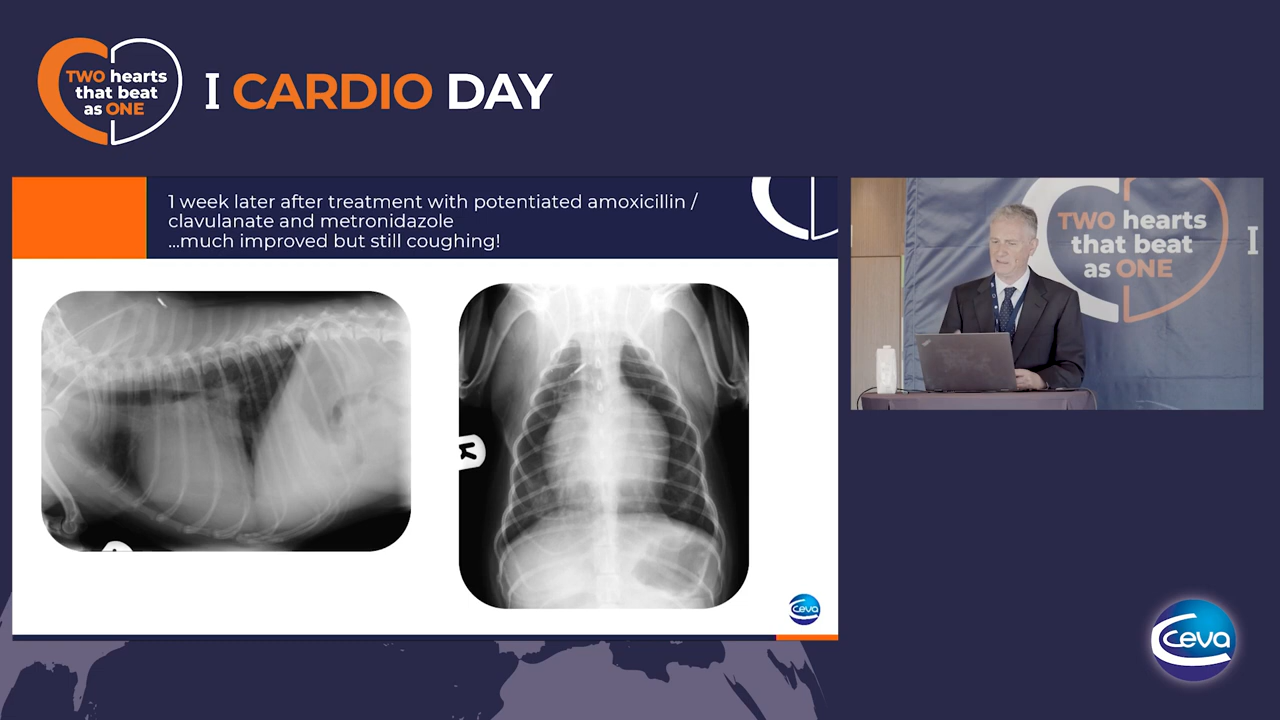 TWO hearts
that beat
as ONE
I CARDIO DAY
1 week later after treatment with potentiated amoxicillin /
clavulanate and metronidazole
...much improved but still coughing!
R
TWO hearts
that beat
as ONE
I
Ceva
Ceva